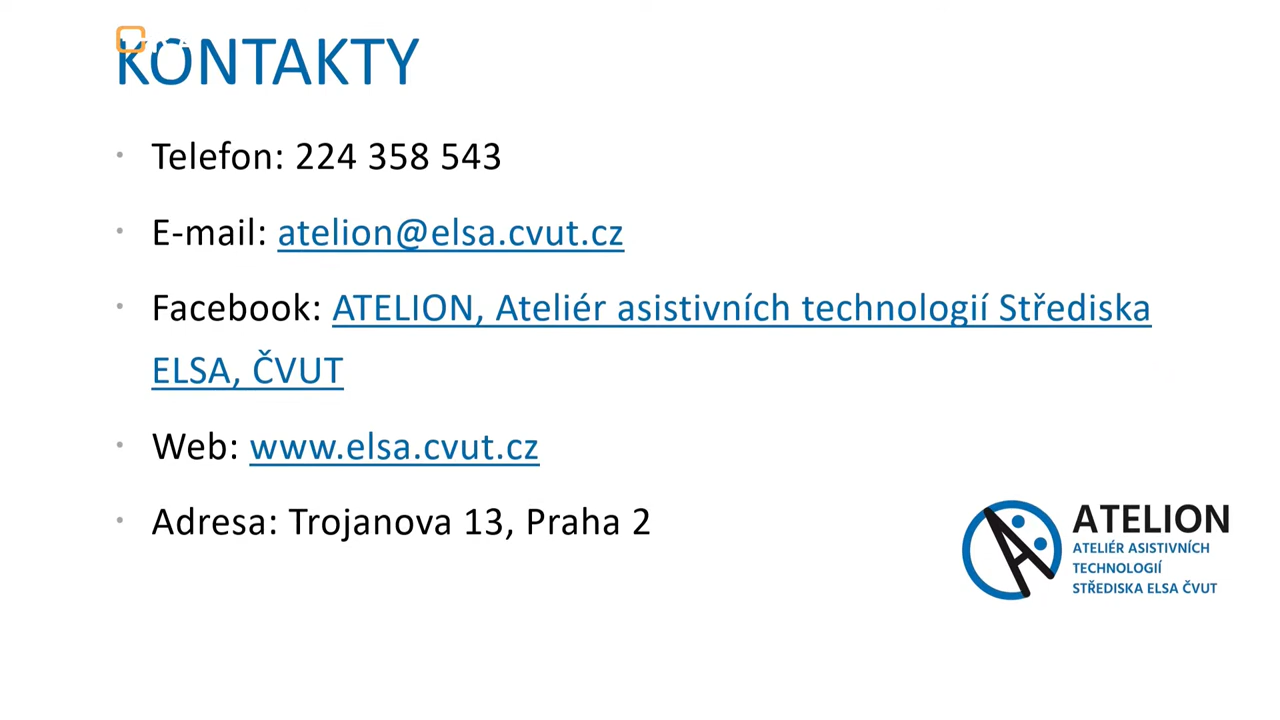 KONTAKTY
Telefon: 224 358 543
E-mail: atelion@elsa.cvut.cz
Facebook: ATELION, Ateliér asistivních technologií Střediska
ELSA, ČVUT
Web: www.elsa.cvut.cz
Adresa: Trojanova 13, Praha 2
ATELION
ATELIÉR ASISTIVNÍCH
TECHNOLOGIÍ
STŘEDISKA ELSA ČVUT